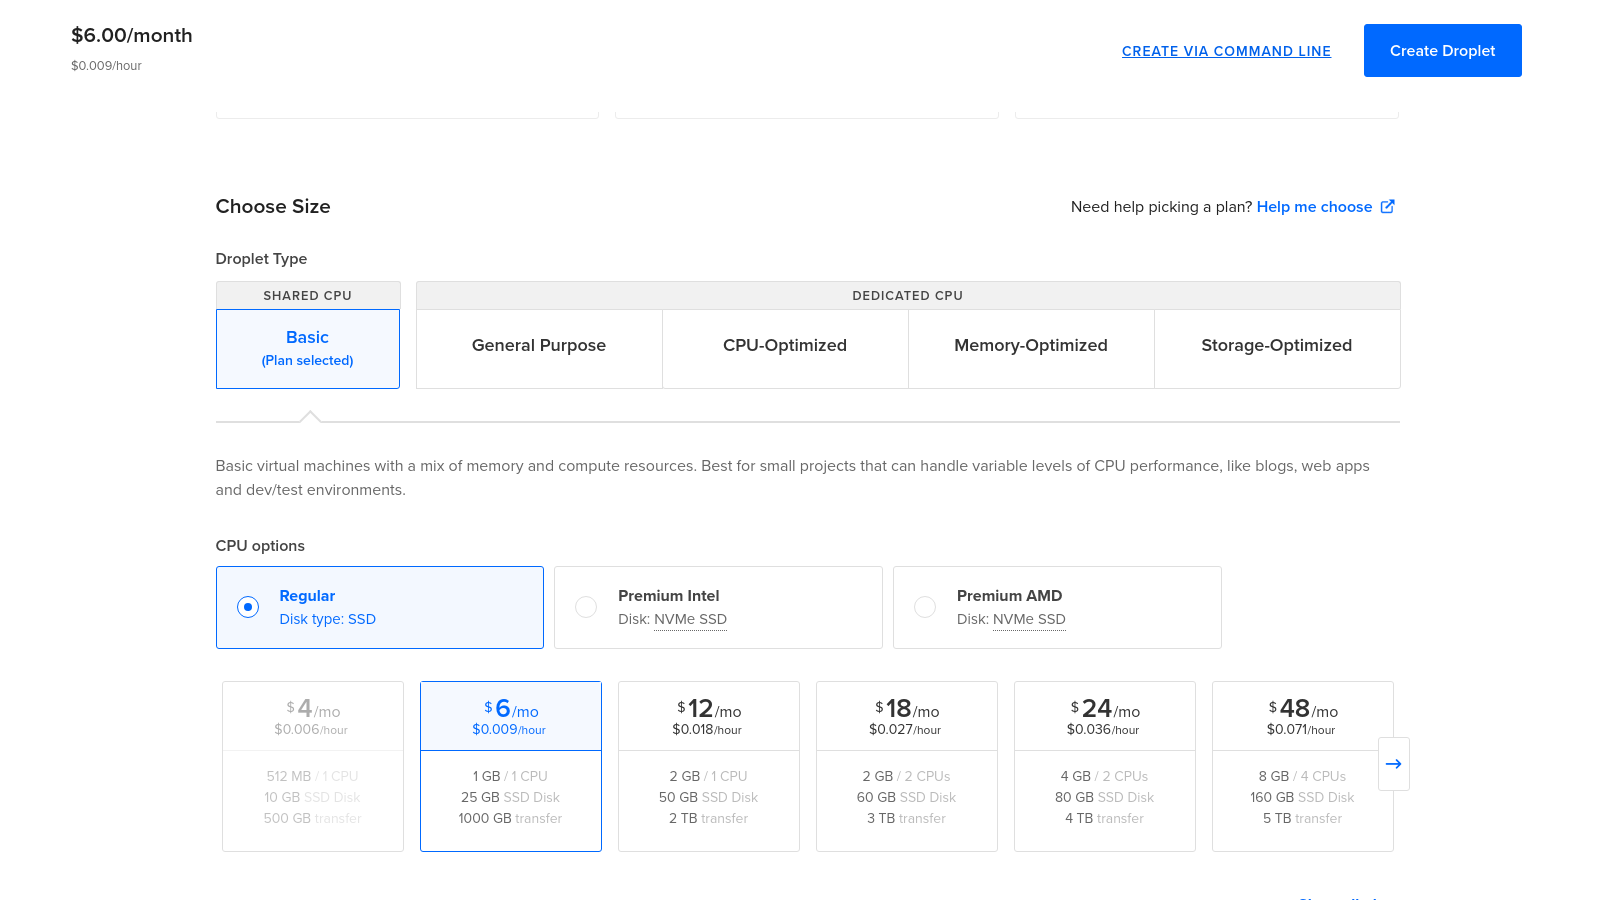 $6.00/month
$0.009/hour
CREATE VIA COMMAND LINE
Create Droplet
Choose Size
Need help picking a plan? Help me choose
Droplet Type
SHARED CPU
DEDICATED CPU
Basic
(Plan selected)
General Purpose
CPU-Optimized
Memory-Optimized
Storage-Optimized
Basic virtual machines with a mix of memory and compute resources. Best for small projects that can handle variable levels of CPU performance, like blogs, web apps
and dev/test environments.
CPU options
Regular
Disk type: SSD
Premium Intel
Disk: NVMe SSD
Premium AMD
Disk: NVMe SSD
$4/mo
$0.006/hour
512 MB / 1 CPU
10 GB SSD Disk
500 GB transfer
$6/mo
$0.009/hour
1 GB / 1 CPU
25 GB SSD Disk
1000 GB transfer
$12/mo
$0.018/hour
2 GB / 1 CPU
50 GB SSD Disk
2 TB transfer
$18/mo
$0.027/hour
2 GB / 2 CPUs
60 GB SSD Disk
3 TB transfer
$24/mo
$0.036/hour
4 GB / 2 CPUs
80 GB SSD Disk
4 TB transfer
$48/mo
$0.071/hour
8 GB / 4 CPUs
160 GB SSD Disk
5 TB transfer